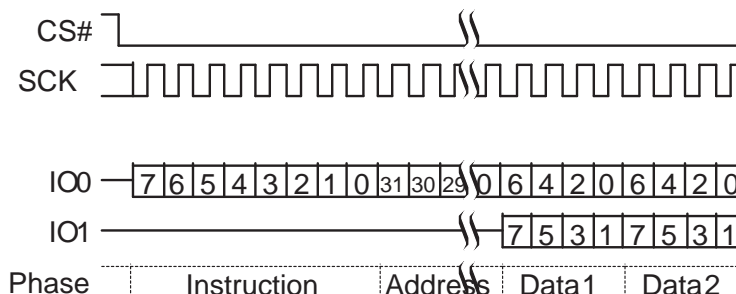 CS#
SCK
IO0 7 6 5 4 3 2 1 0 31 30 29 0 6 4 2 0 6 4 2 0
IO1 7 5 3 1 7 5 3 1
Phase Instruction Address Data1 Data2